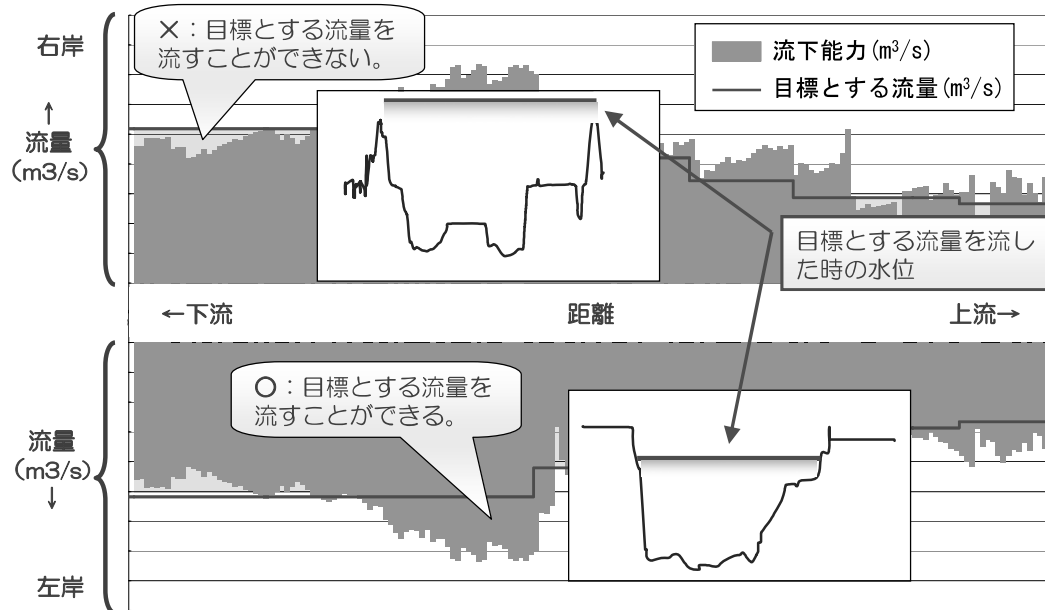 右岸
×：目標とする流量を
流すことができない。
流下能力(m³/s)
目標とする流量(m³/s)
↑
流量
(m3/s)
目標とする流量を流し
た時の水位
←下流
距離
上流→
○：目標とする流量を
流すことができる。
流量
(m3/s)
↓
左岸